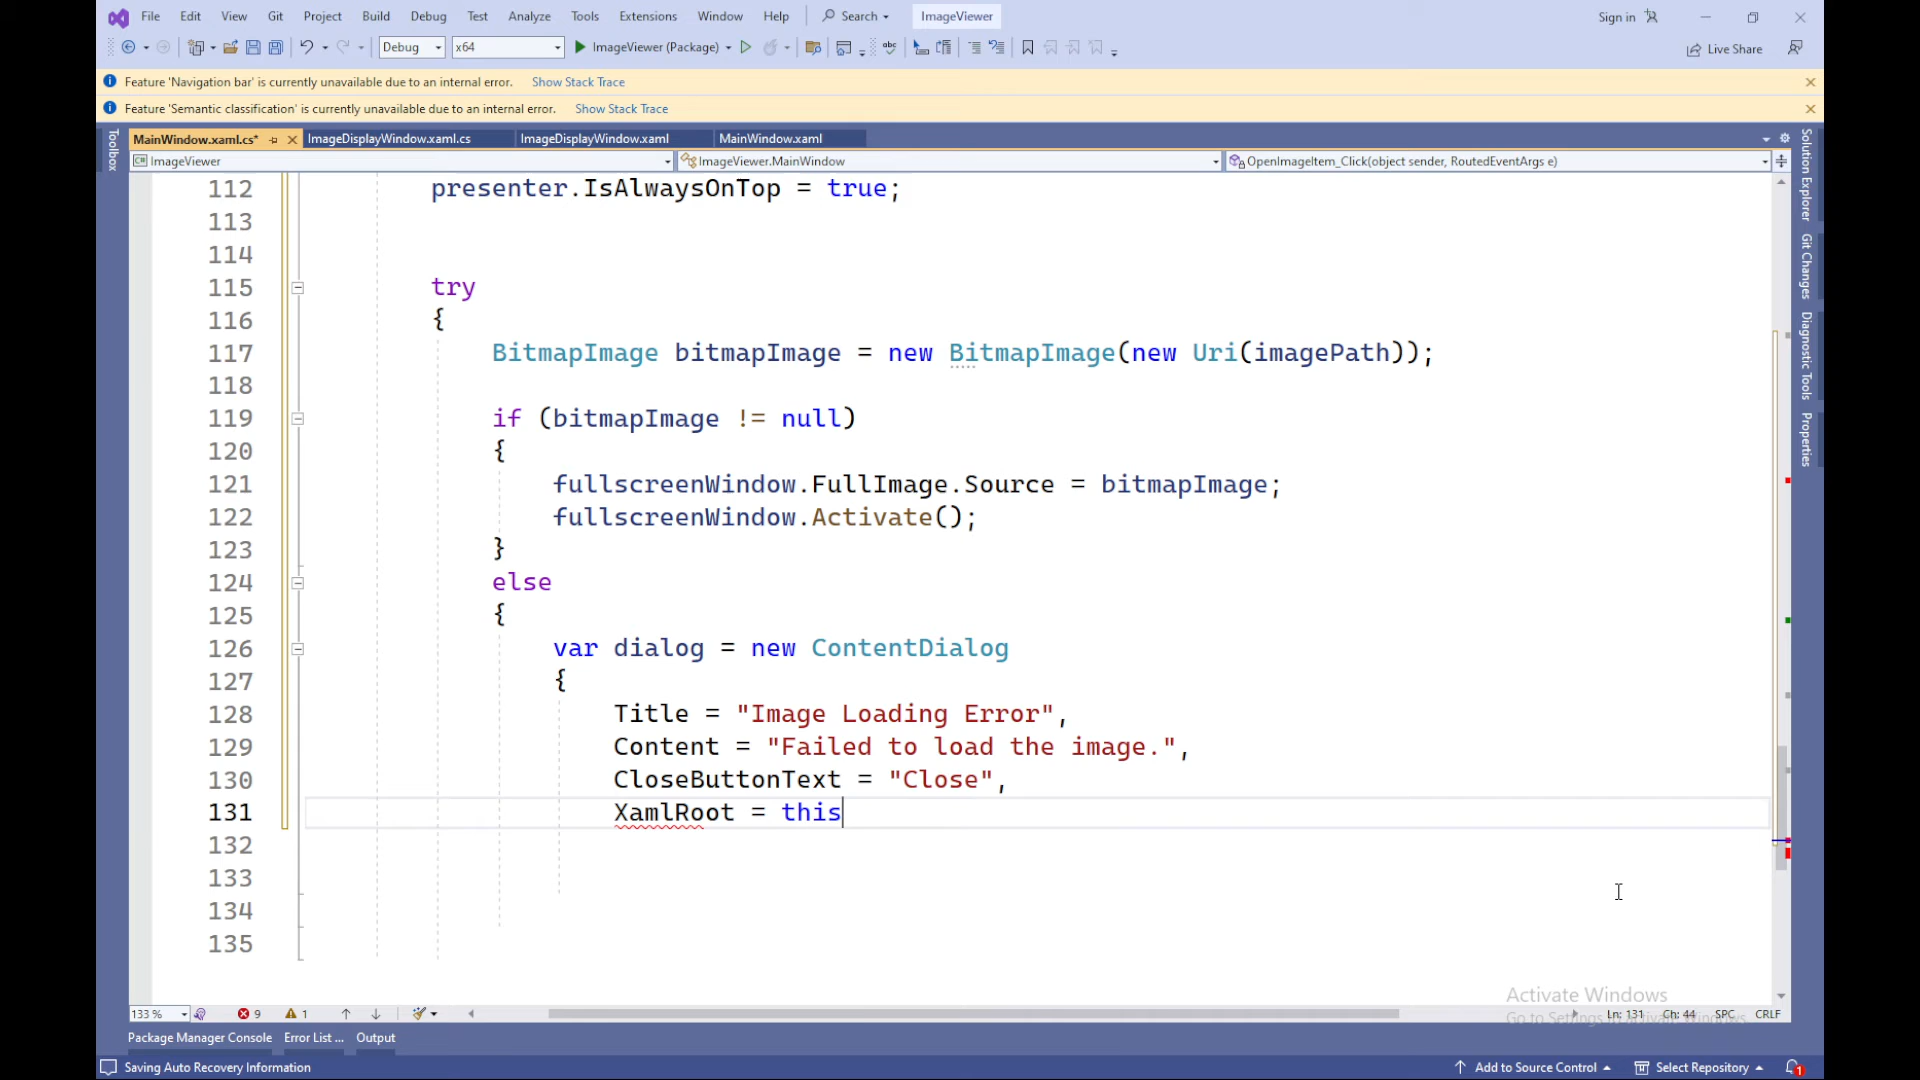 File Edit View Git Project Build Debug Test Analyze Tools Extensions Window Help Search ImageViewer Sign in
Debug x64 ImageViewer (Package) Live Share
Feature 'Navigation bar' is currently unavailable due to an internal error. Show Stack Trace
Feature 'Semantic classification' is currently unavailable due to an internal error. Show Stack Trace
MainWindow.xaml.cs* ImageDisplayWindow.xaml.cs ImageDisplayWindow.xaml MainWindow.xaml
ImageViewer ImageViewer.MainWindow OpenImageItem_Click(object sender, RoutedEventArgs e)
Toolbox
Solution Explorer
Git Changes
Diagnostic Tools
Properties
112 presenter.IsAlwaysOnTop = true;
113
114
115 try
116 {
117 BitmapImage bitmapImage = new BitmapImage(new Uri(imagePath));
118
119 if (bitmapImage != null)
120 {
121 fullscreenWindow.FullImage.Source = bitmapImage;
122 fullscreenWindow.Activate();
123 }
124 else
125 {
126 var dialog = new ContentDialog
127 {
128 Title = "Image Loading Error",
129 Content = "Failed to load the image.",
130 CloseButtonText = "Close",
131 XamlRoot = this
132
133
134
135
Activate Windows
Go to Settings to activate Windows.
133 % 9 1 Ln: 131 Ch: 44 SPC CRLF
Package Manager Console Error List ... Output
Saving Auto Recovery Information Add to Source Control Select Repository 1